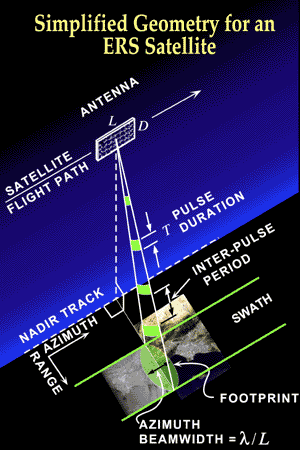 Simplified Geometry for an
ERS Satellite
ANTENNA
L
D
SATELLITE
FLIGHT PATH
PULSE
DURATION
T
INTER-PULSE
PERIOD
NADIR TRACK
AZIMUTH
RANGE
SWATH
FOOTPRINT
AZIMUTH
BEAMWIDTH = λ/L